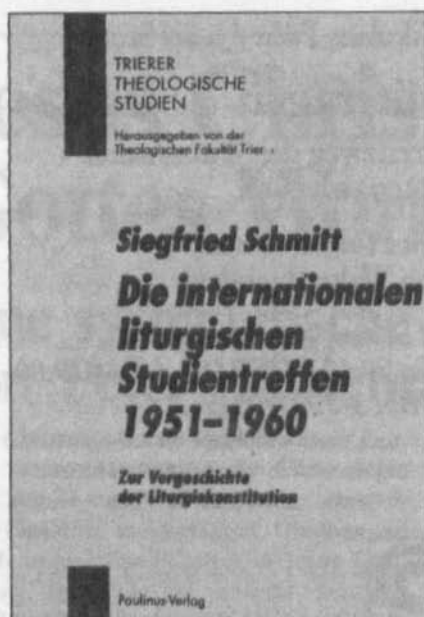 TRIERER
THEOLOGISCHE
STUDIEN
Herausgegeben von der
Theologischen Fakultät Trier
Siegfried Schmitt
Die internationalen
liturgischen
Studientreffen
1951–1960
Zur Vorgeschichte
der Liturgiekonstitution
Paulinus-Verlag